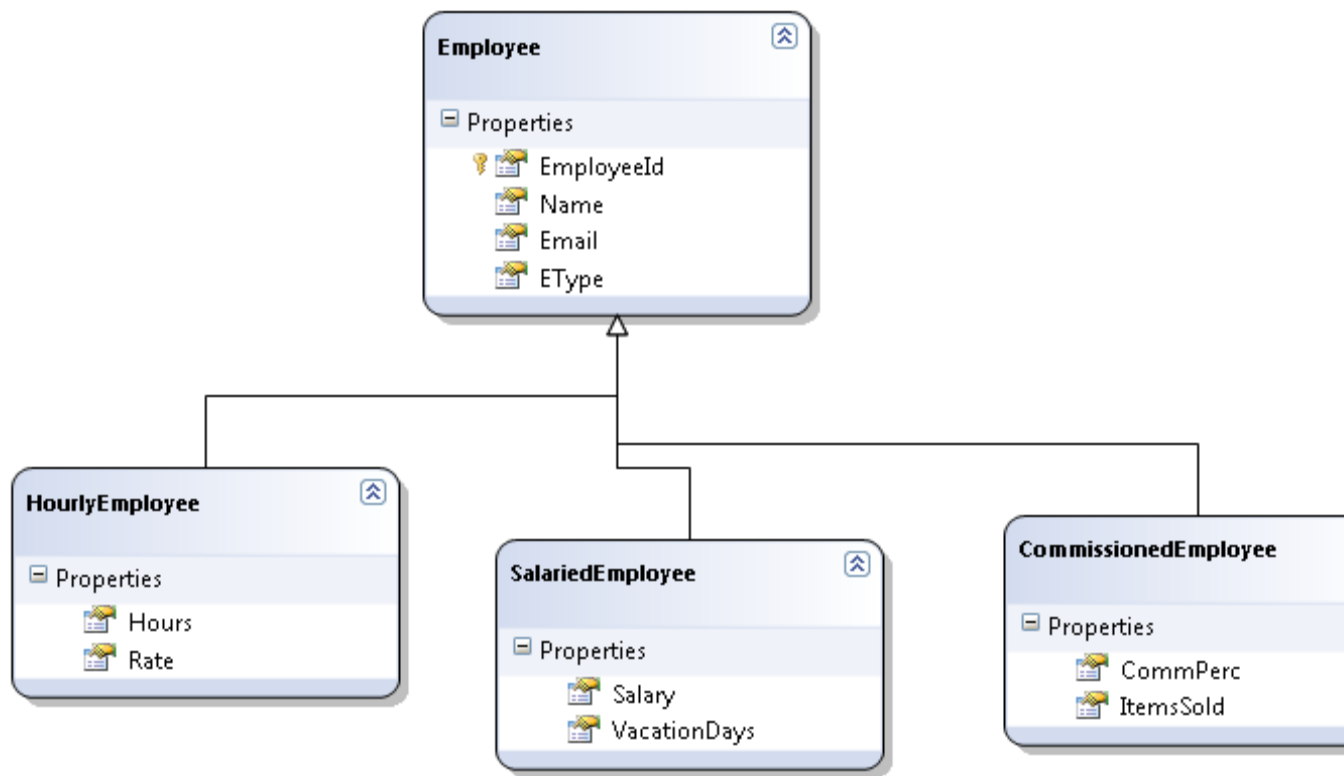 Employee
Properties
EmployeeId
Name
Email
EType
HourlyEmployee
Properties
Hours
Rate
SalariedEmployee
Properties
Salary
VacationDays
CommissionedEmployee
Properties
CommPerc
ItemsSold